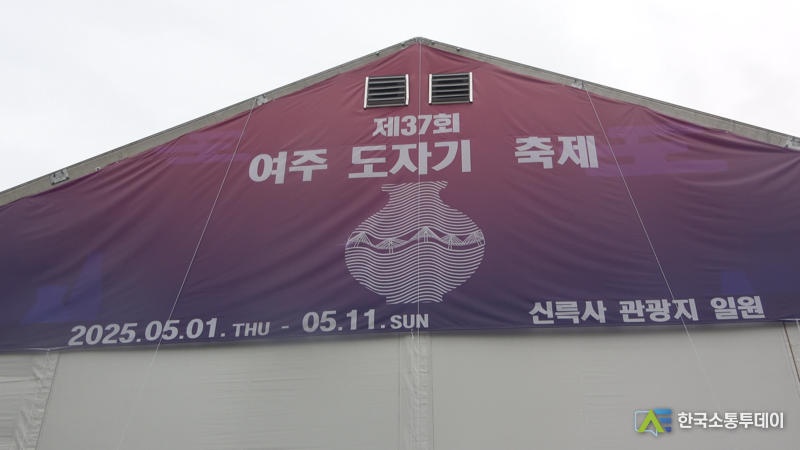 제37회
여주 도자기 축제
2025.05.01. THU - 05.11. SUN
신륵사 관광지 일원
한국소통투데이